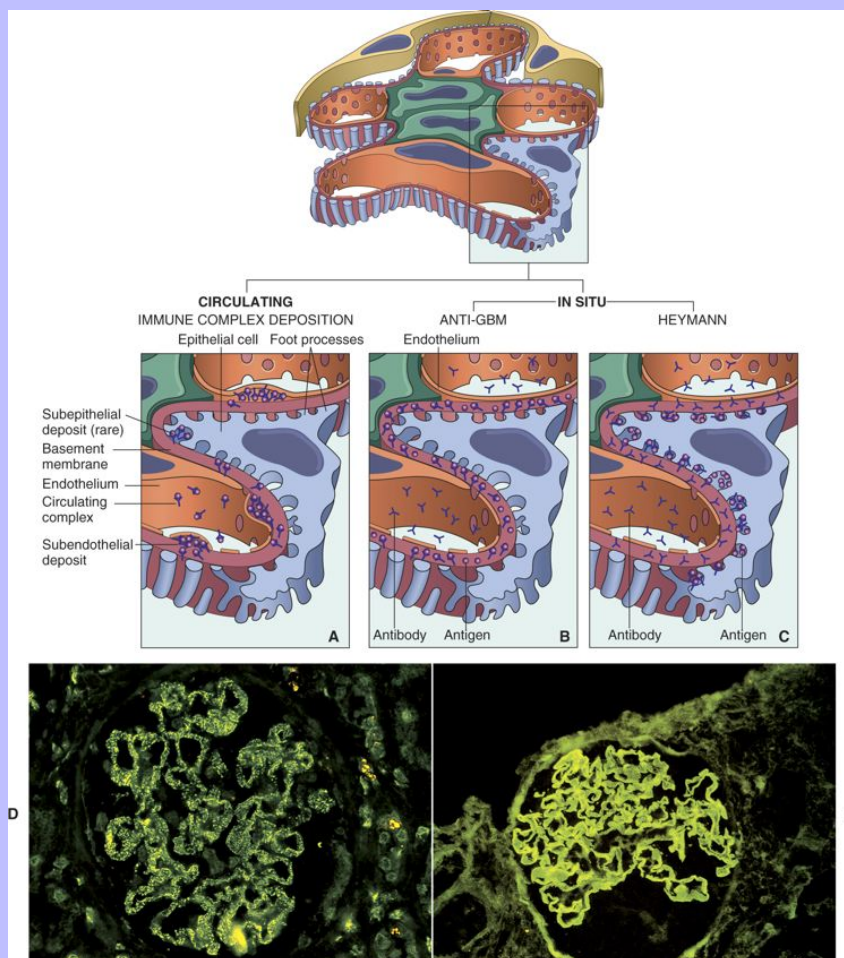 CIRCULATING
IMMUNE COMPLEX DEPOSITION
IN SITU
ANTI-GBM
HEYMANN
Epithelial cell
Foot processes
Endothelium
Subepithelial
deposit (rare)
Basement
membrane
Endothelium
Circulating
complex
Subendothelial
deposit
A
Antibody
Antigen
B
Antibody
Antigen
C
D